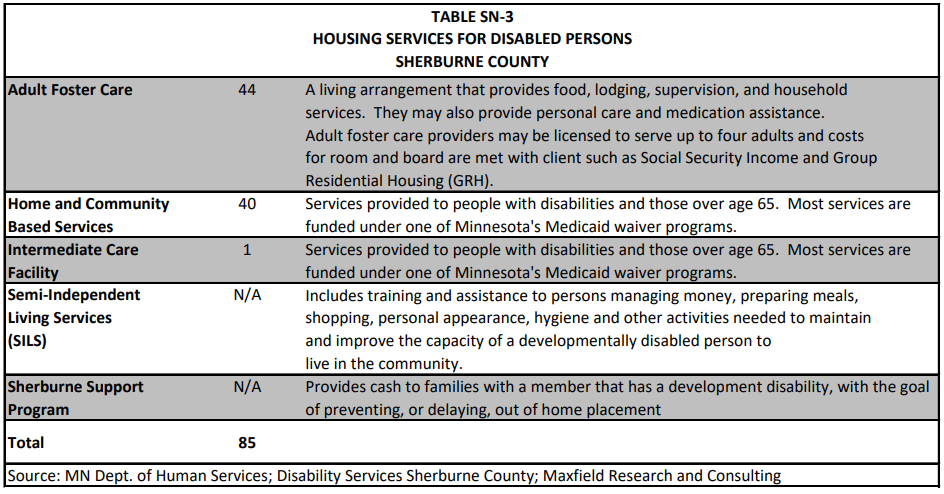 TABLE SN-3
HOUSING SERVICES FOR DISABLED PERSONS
SHERBURNE COUNTY
Adult Foster Care 44 A living arrangement that provides food, lodging, supervision, and household
services. They may also provide personal care and medication assistance.
Adult foster care providers may be licensed to serve up to four adults and costs
for room and board are met with client such as Social Security Income and Group
Residential Housing (GRH).
Home and Community 40 Services provided to people with disabilities and those over age 65. Most services are
Based Services funded under one of Minnesota's Medicaid waiver programs.
Intermediate Care 1 Services provided to people with disabilities and those over age 65. Most services are
Facility funded under one of Minnesota's Medicaid waiver programs.
Semi-Independent N/A Includes training and assistance to persons managing money, preparing meals,
Living Services shopping, personal appearance, hygiene and other activities needed to maintain
(SILS) and improve the capacity of a developmentally disabled person to
live in the community.
Sherburne Support N/A Provides cash to families with a member that has a development disability, with the goal
Program of preventing, or delaying, out of home placement
Total 85
Source: MN Dept. of Human Services; Disability Services Sherburne County; Maxfield Research and Consulting